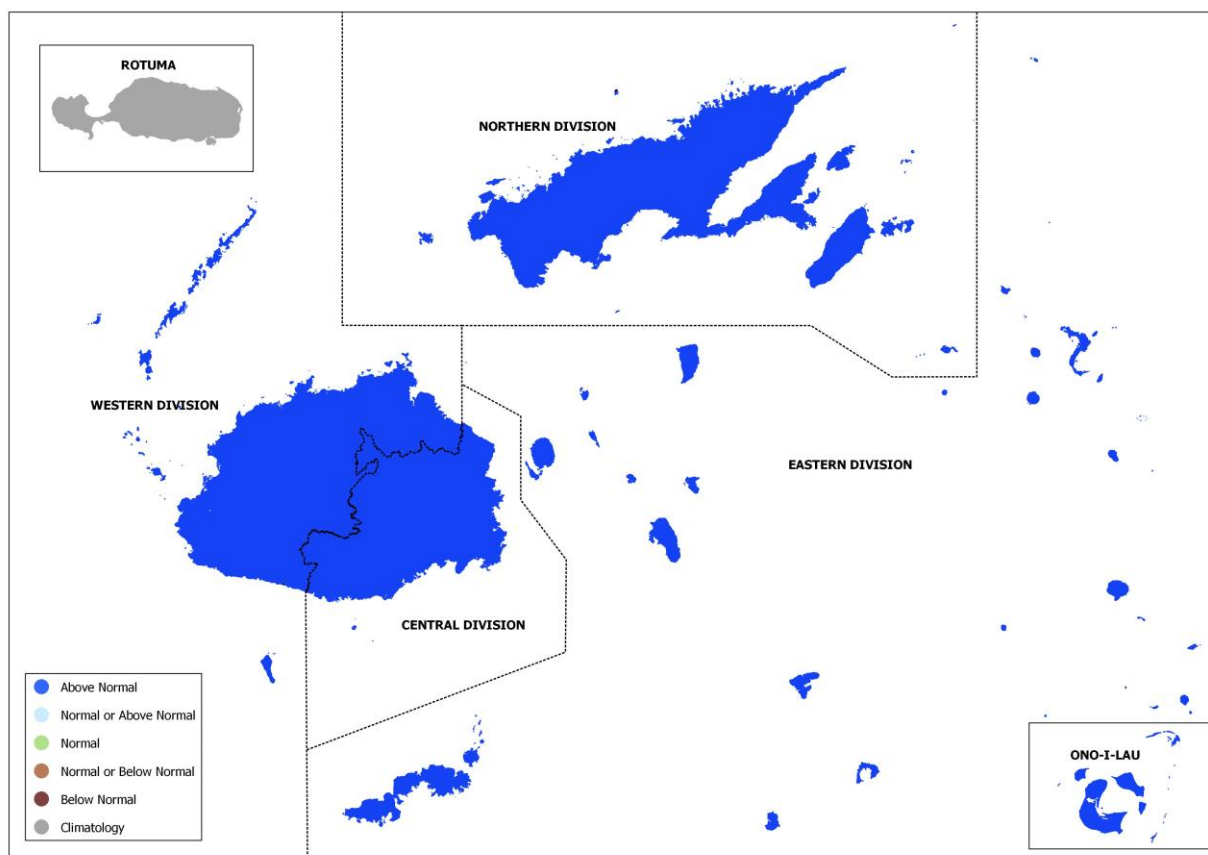 ROTUMA
NORTHERN DIVISION
WESTERN DIVISION
EASTERN DIVISION
CENTRAL DIVISION
Above Normal
Normal or Above Normal
Normal
Normal or Below Normal
Below Normal
Climatology
ONO-I-LAU